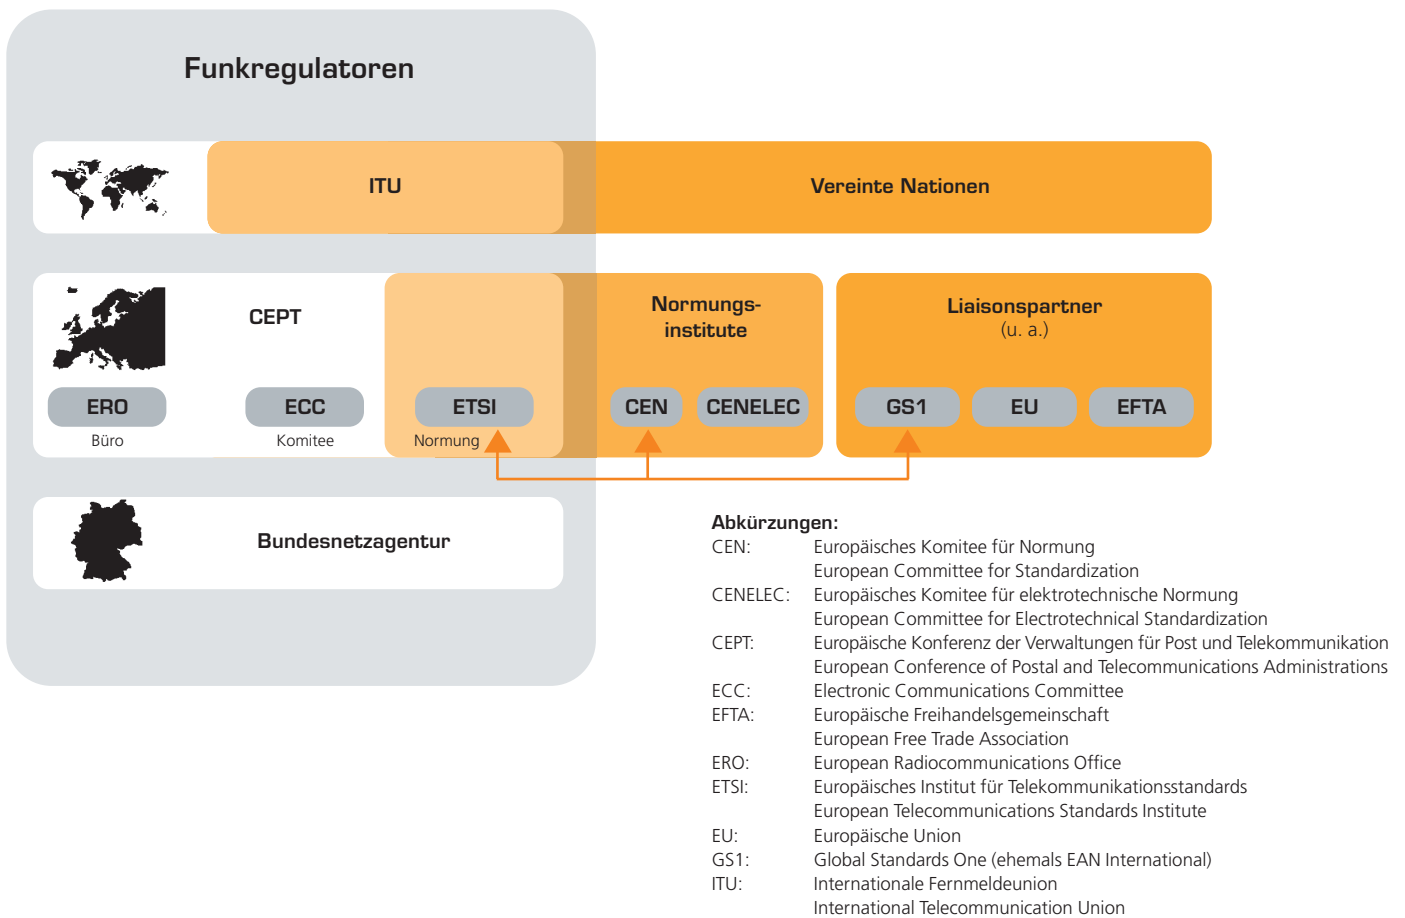 Funkregulatoren
ITU
Vereinte Nationen
CEPT
Normungs-
institute
Liaisonspartner
(u. a.)
ERO
ECC
ETSI
CEN
CENELEC
GS1
EU
EFTA
Büro
Komitee
Normung
Bundesnetzagentur
Abkürzungen:
CEN: Europäisches Komitee für Normung
European Committee for Standardization
CENELEC: Europäisches Komitee für elektrotechnische Normung
European Committee for Electrotechnical Standardization
CEPT: Europäische Konferenz der Verwaltungen für Post und Telekommunikation
European Conference of Postal and Telecommunications Administrations
ECC: Electronic Communications Committee
EFTA: Europäische Freihandelsgemeinschaft
European Free Trade Association
ERO: European Radiocommunications Office
ETSI: Europäisches Institut für Telekommunikationsstandards
European Telecommunications Standards Institute
EU: Europäische Union
GS1: Global Standards One (ehemals EAN International)
ITU: Internationale Fernmeldeunion
International Telecommunication Union